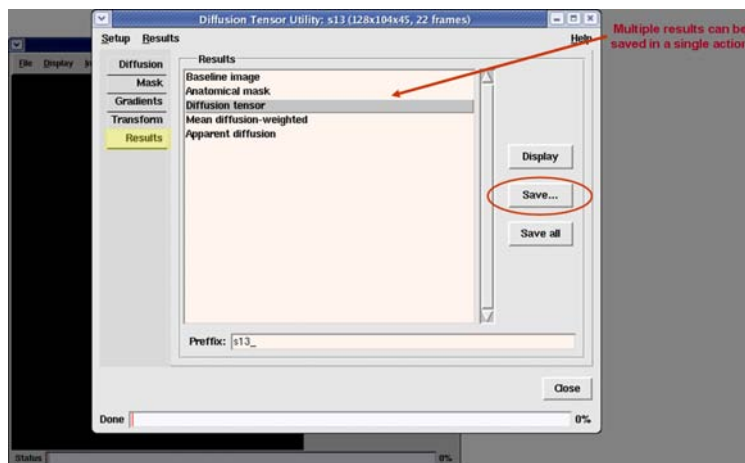 Diffusion Tensor Utility: s13 (128x104x45, 22 frames)
Setup Results Help
Multiple results can be
saved in a single action
File Display
Diffusion
Mask
Gradients
Transform
Results
Results
Baseline image
Anatomical mask
Diffusion tensor
Mean diffusion-weighted
Apparent diffusion
Display
Save...
Save all
Preffix: s13_
Close
Done 0%
Status 0%